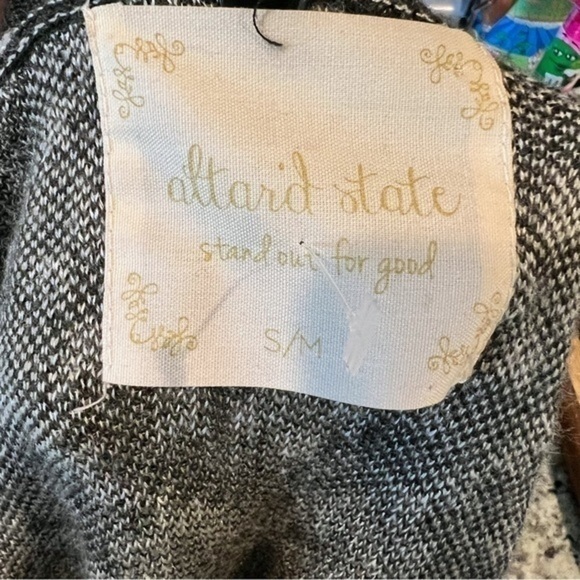 altar'd state
stand out for good
S/M